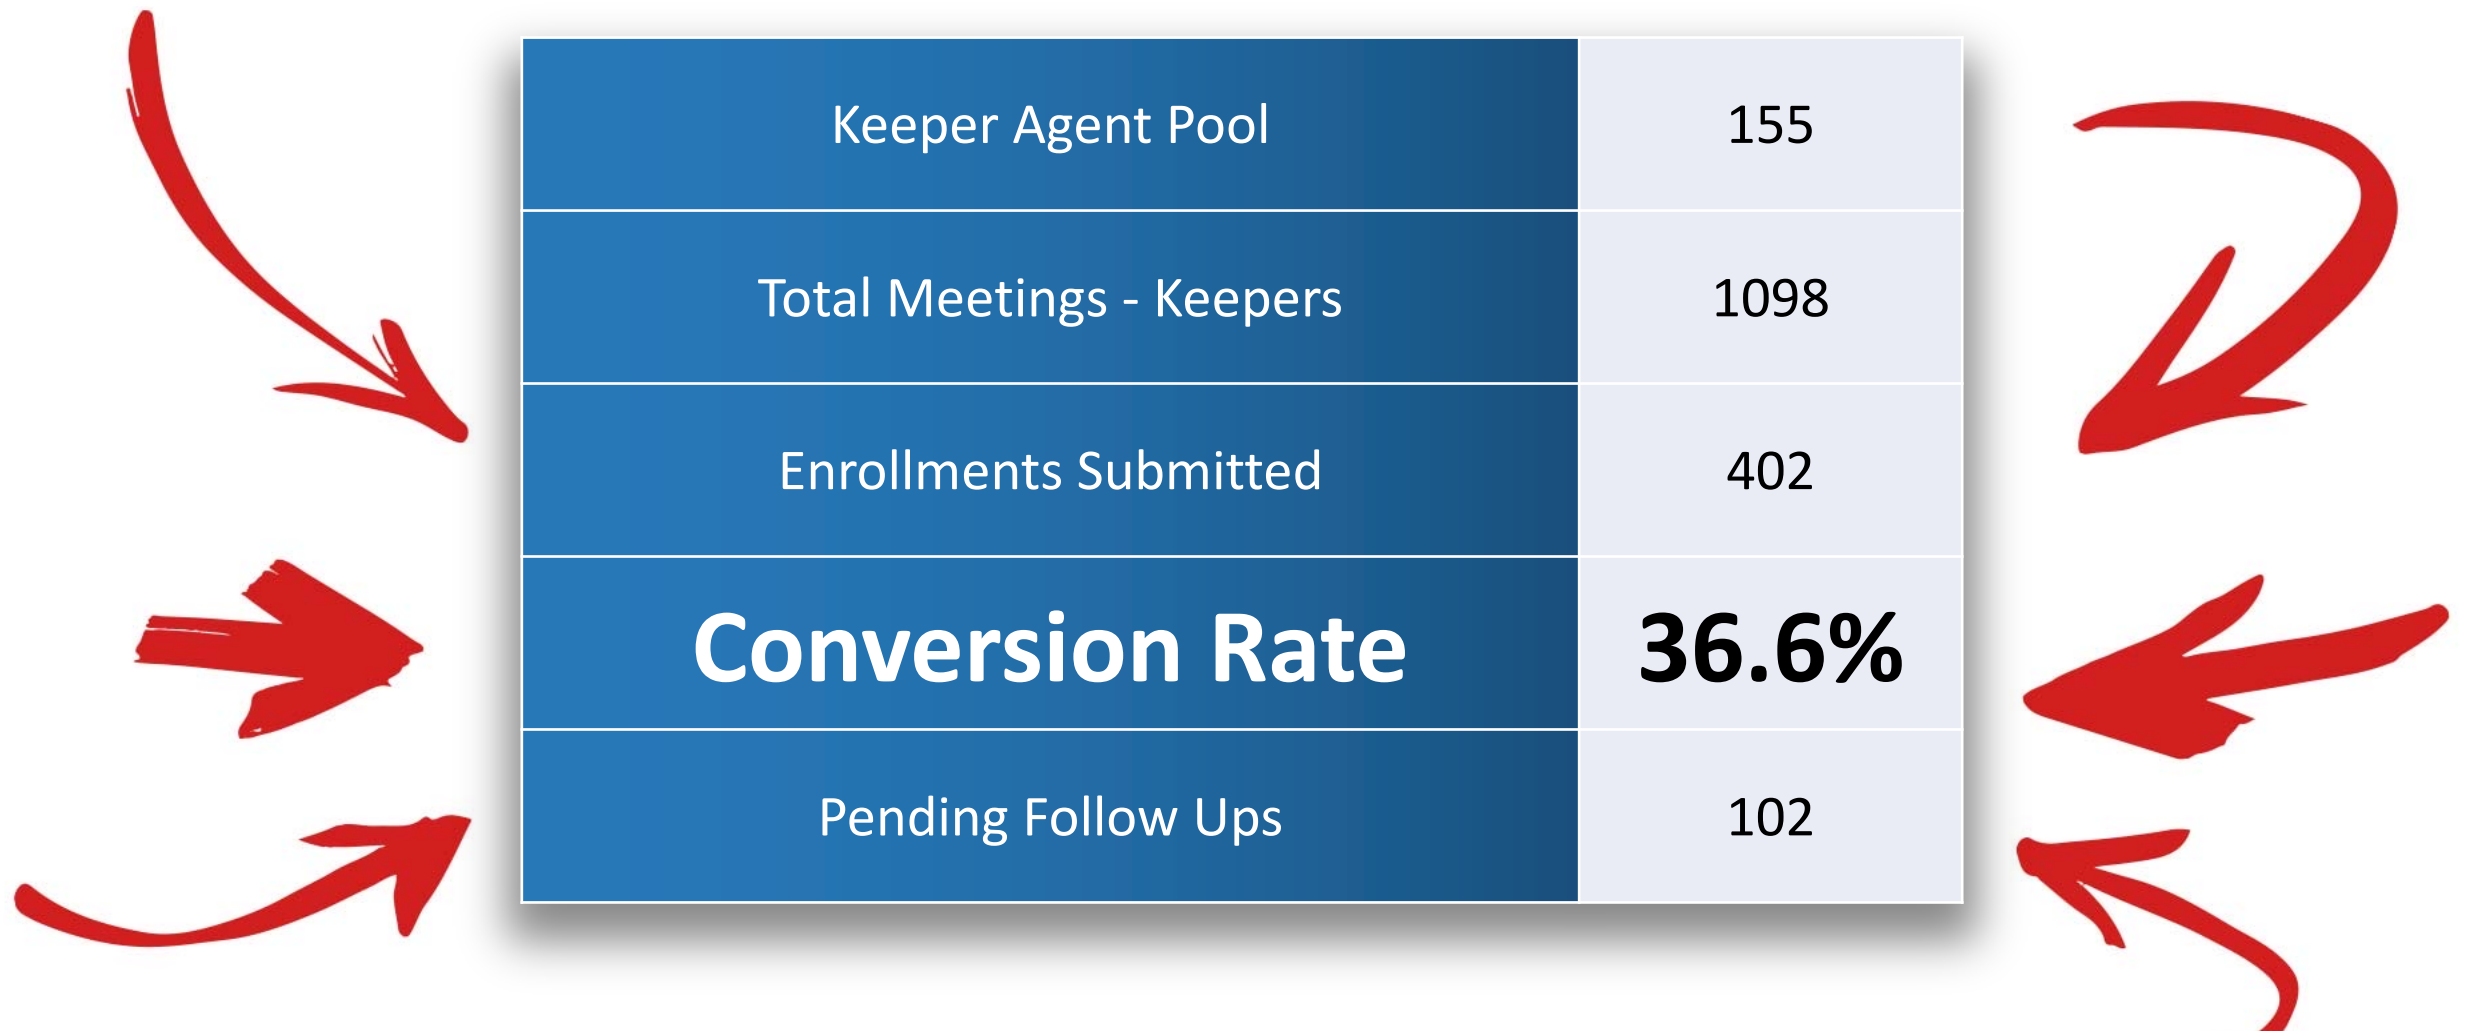 Keeper Agent Pool 155
Total Meetings - Keepers 1098
Enrollments Submitted 402
Conversion Rate 36.6%
Pending Follow Ups 102